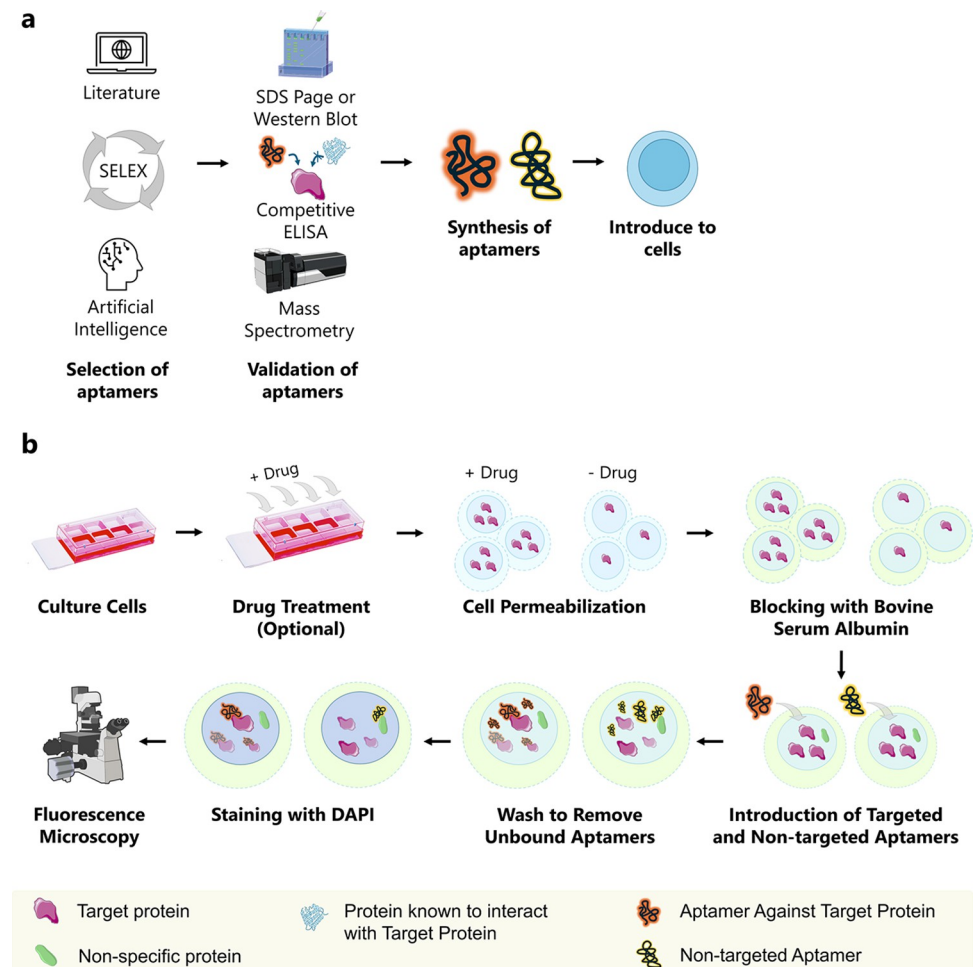 a
Literature
SELEX
Artificial
Intelligence
Selection of
aptamers
SDS Page or
Western Blot
Competitive
ELISA
Mass
Spectrometry
Validation of
aptamers
Synthesis of
aptamers
Introduce to
cells
b
Culture Cells
+ Drug
Drug Treatment
(Optional)
+ Drug
- Drug
Cell Permeabilization
Blocking with Bovine
Serum Albumin
Fluorescence
Microscopy
Staining with DAPI
Wash to Remove
Unbound Aptamers
Introduction of Targeted
and Non-targeted Aptamers
Target protein
Non-specific protein
Protein known to interact
with Target Protein
Aptamer Against Target Protein
Non-targeted Aptamer